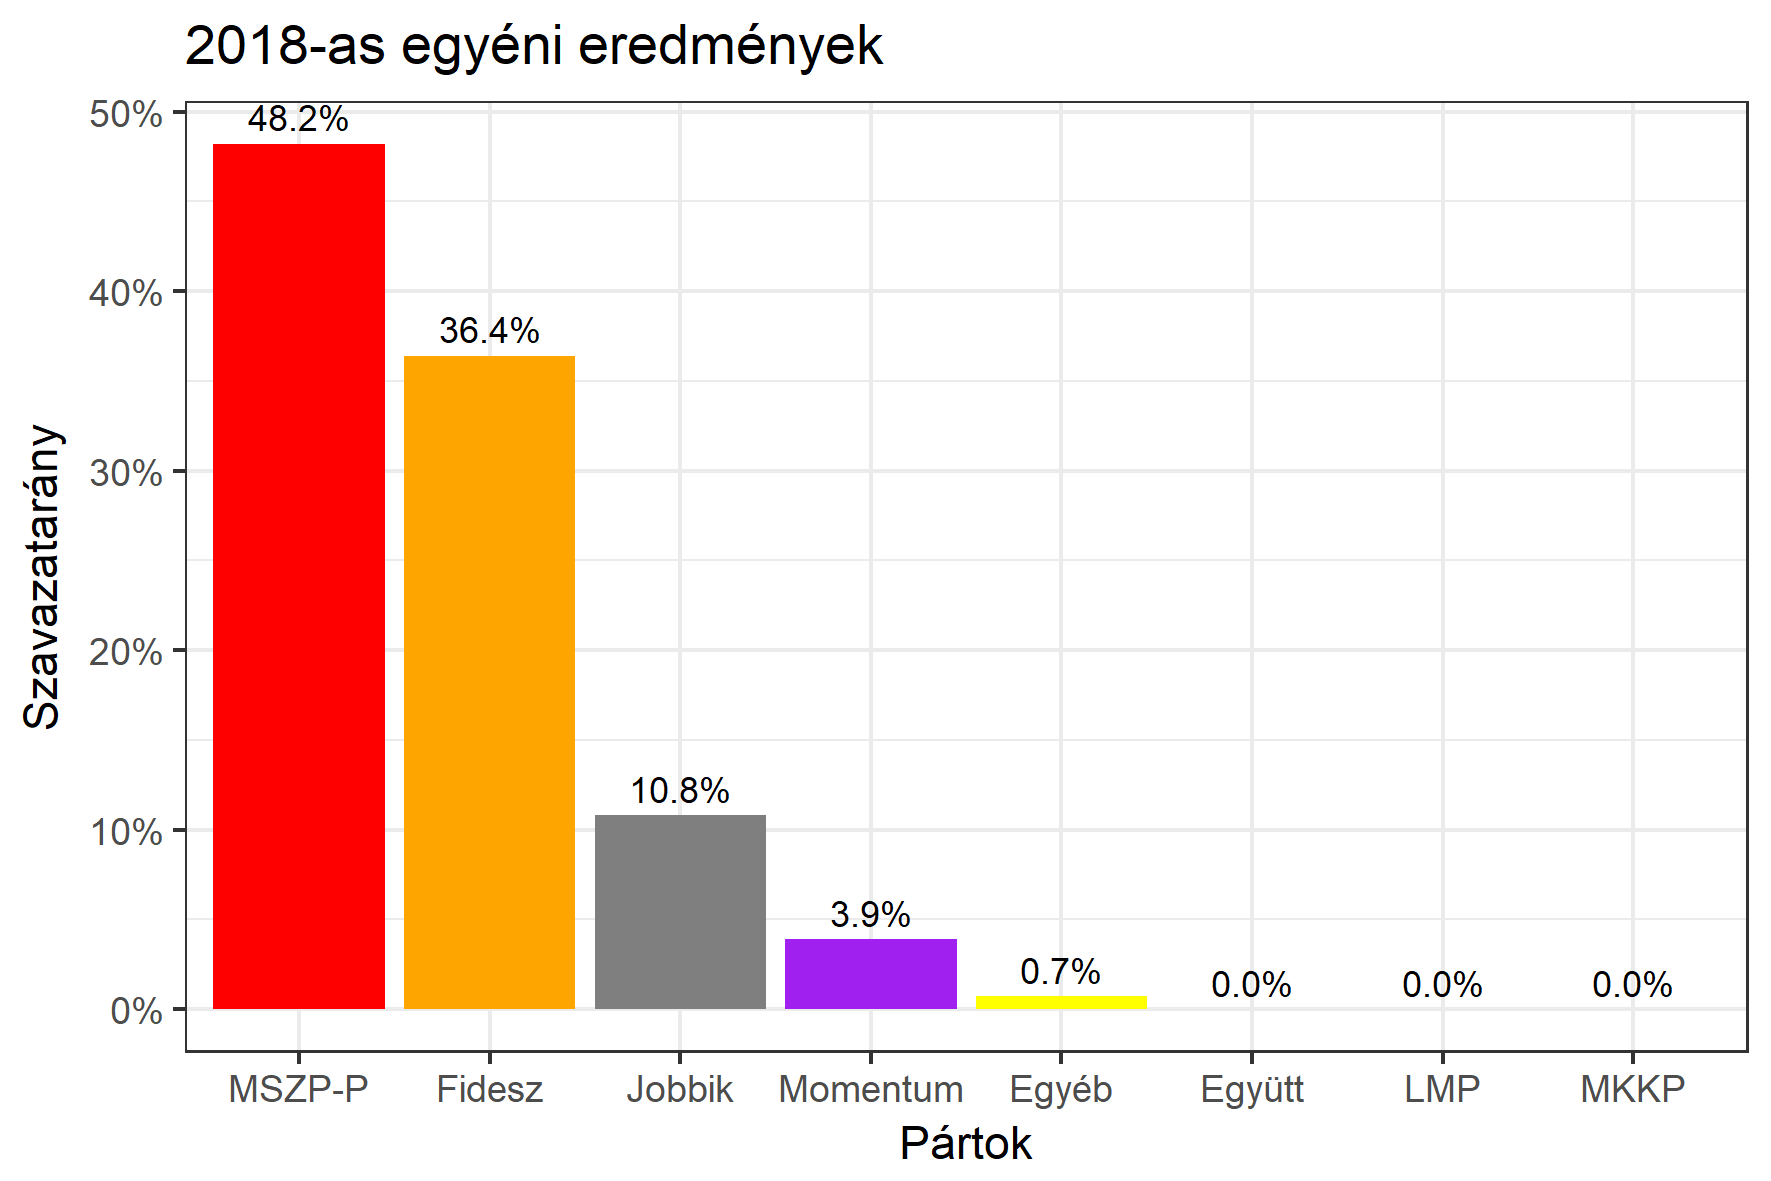 2018-as egyéni eredmények
Szavazatarány
50%
40%
30%
20%
10%
0%
48.2%
36.4%
10.8%
3.9%
0.7%
0.0%
0.0%
0.0%
MSZP-P
Fidesz
Jobbik
Momentum
Egyéb
Együtt
LMP
MKKP
Pártok